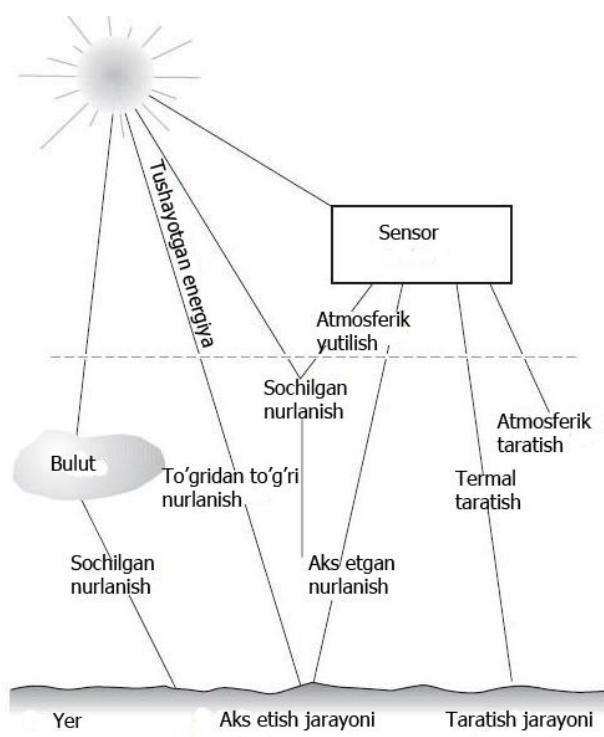 Tushayotgan energiya
Sensor
Atmosferik
yutilish
Sochilgan
nurlanish
Atmosferik
taratish
Bulut
To'gridan to'g'ri
nurlanish
Termal
taratish
Sochilgan
nurlanish
Aks etgan
nurlanish
Yer
Aks etish jarayoni
Taratish jarayoni